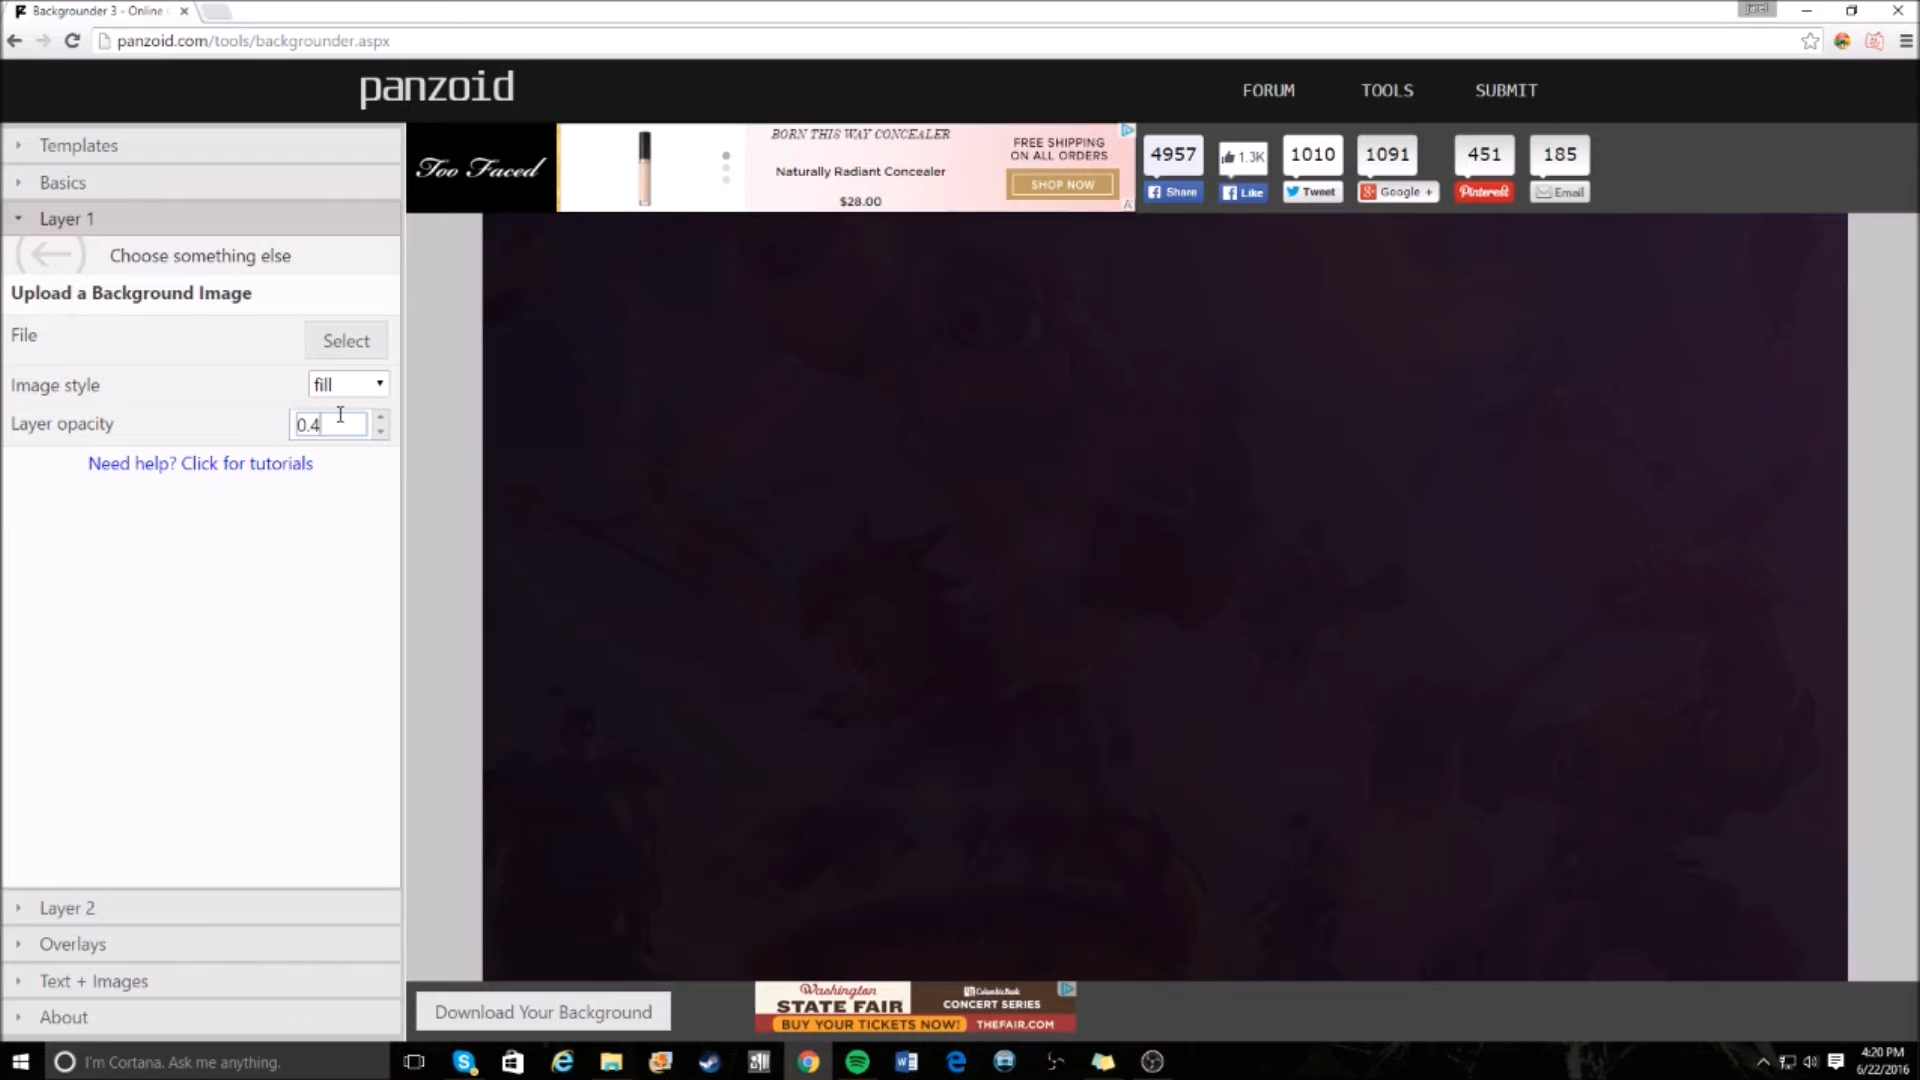 Backgrounder 3 - Online
panzoid.com/tools/backgrounder.aspx
panzoid
FORUM
TOOLS
SUBMIT
Templates
Basics
Layer 1
Choose something else
Upload a Background Image
File
Select
Image style
fill
Layer opacity
0.4
Need help? Click for tutorials
Layer 2
Overlays
Text + Images
About
Too Faced
BORN THIS WAY CONCEALER
Naturally Radiant Concealer
$28.00
FREE SHIPPING
ON ALL ORDERS
SHOP NOW
4957
Share
1.3K
Like
1010
Tweet
1091
Google +
451
Pinterest
185
Email
Download Your Background
Washington
STATE FAIR
CONCERT SERIES
BUY YOUR TICKETS NOW!
THEFAIR.COM
I'm Cortana. Ask me anything.
4:20 PM
6/22/2016